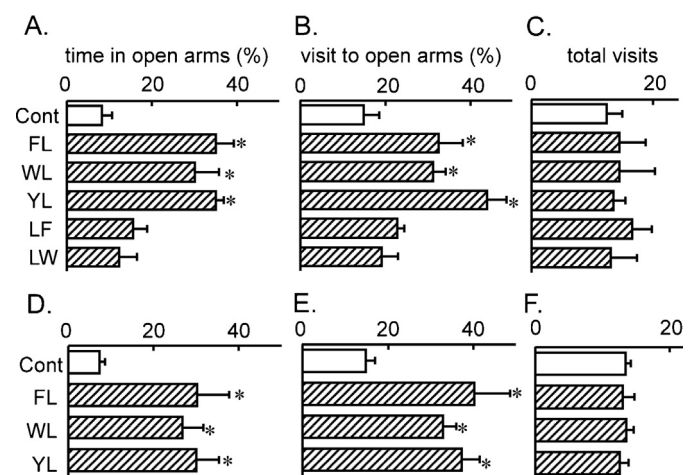 A. B. C.
time in open arms (%) visit to open arms (%) total visits
0 20 40 0 20 40 0 20
Cont
FL * *
WL * *
YL * *
LF
LW
D. E. F.
0 20 40 0 20 40 0 20
Cont
FL * *
WL * *
YL * *